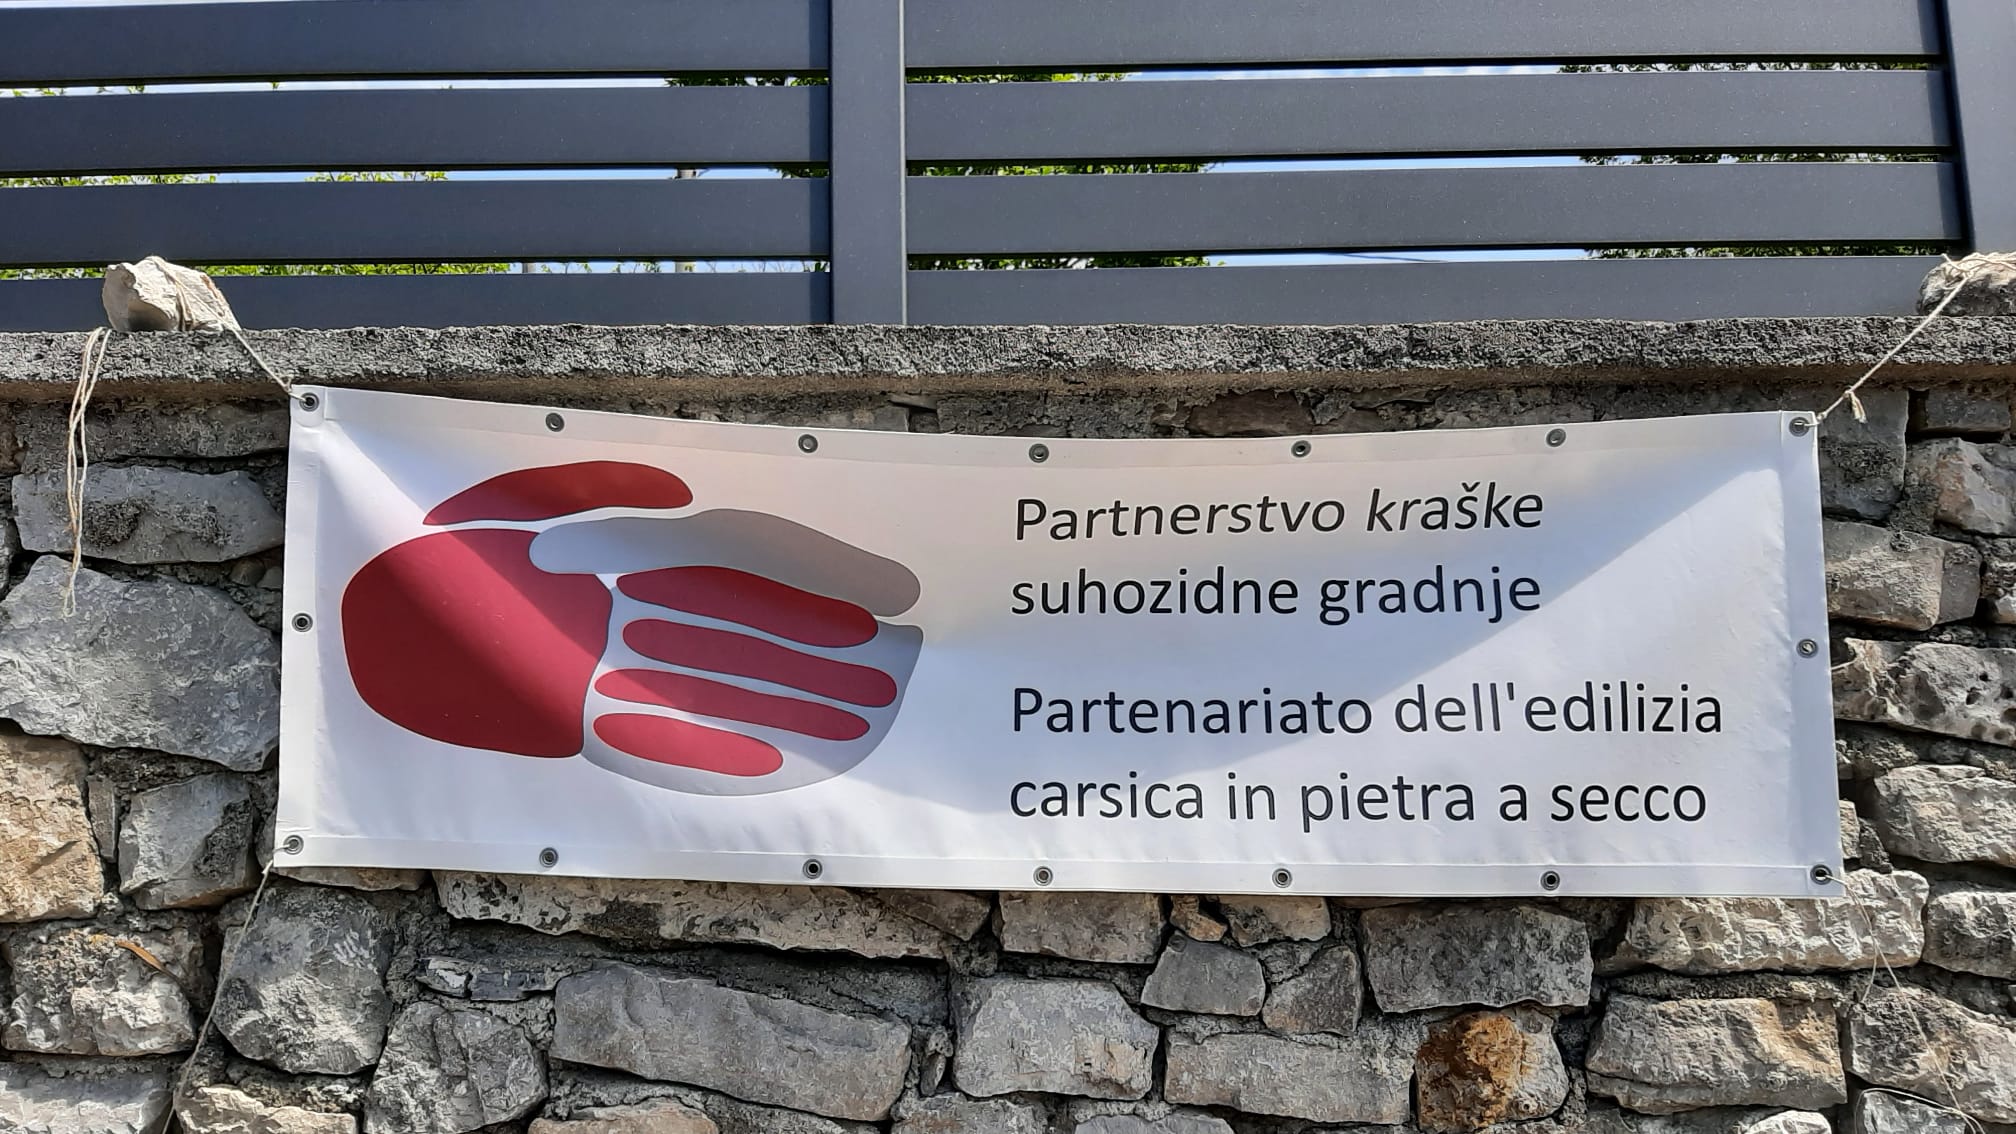 Partnerstvo kraške
suhozidne gradnje
Partenariato dell'edilizia
carsica in pietra a secco